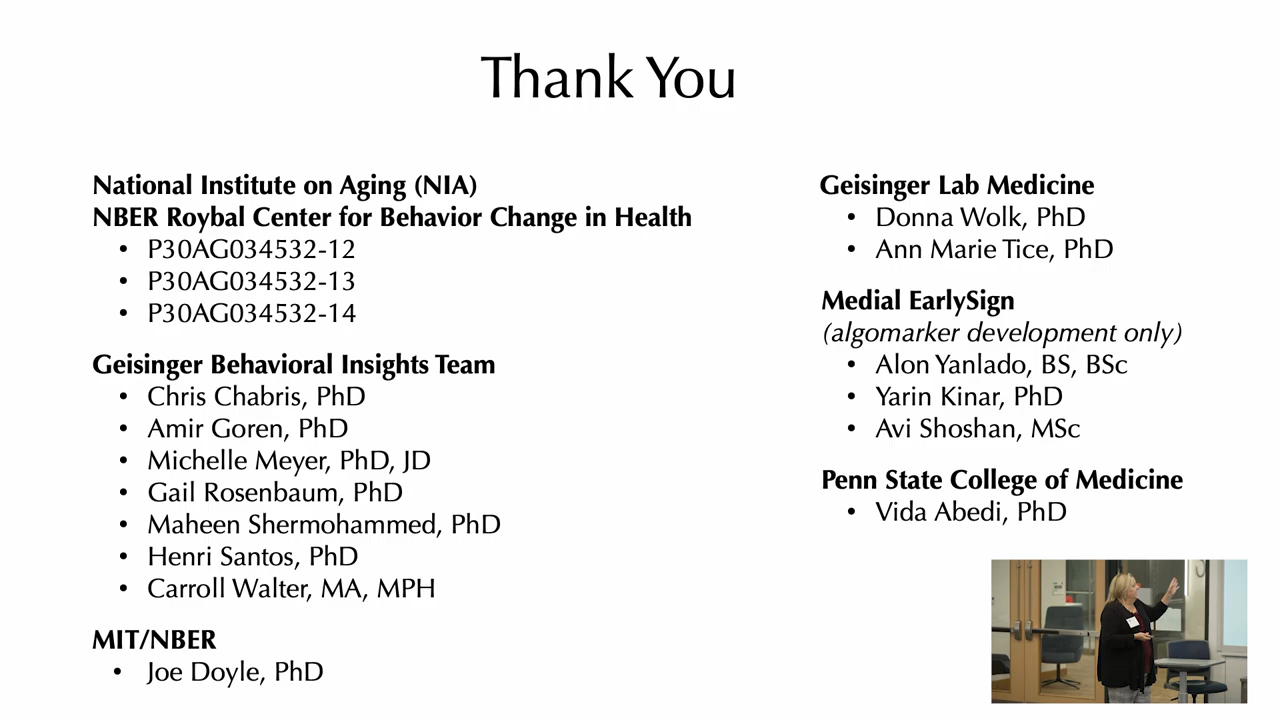 Thank You
National Institute on Aging (NIA)
NBER Roybal Center for Behavior Change in Health
• P30AG034532-12
• P30AG034532-13
• P30AG034532-14
Geisinger Behavioral Insights Team
• Chris Chabris, PhD
• Amir Goren, PhD
• Michelle Meyer, PhD, JD
• Gail Rosenbaum, PhD
• Maheen Shermohammed, PhD
• Henri Santos, PhD
• Carroll Walter, MA, MPH
MIT/NBER
• Joe Doyle, PhD
Geisinger Lab Medicine
• Donna Wolk, PhD
• Ann Marie Tice, PhD
Medial EarlySign
(algomarker development only)
• Alon Yanlado, BS, BSc
• Yarin Kinar, PhD
• Avi Shoshan, MSc
Penn State College of Medicine
• Vida Abedi, PhD